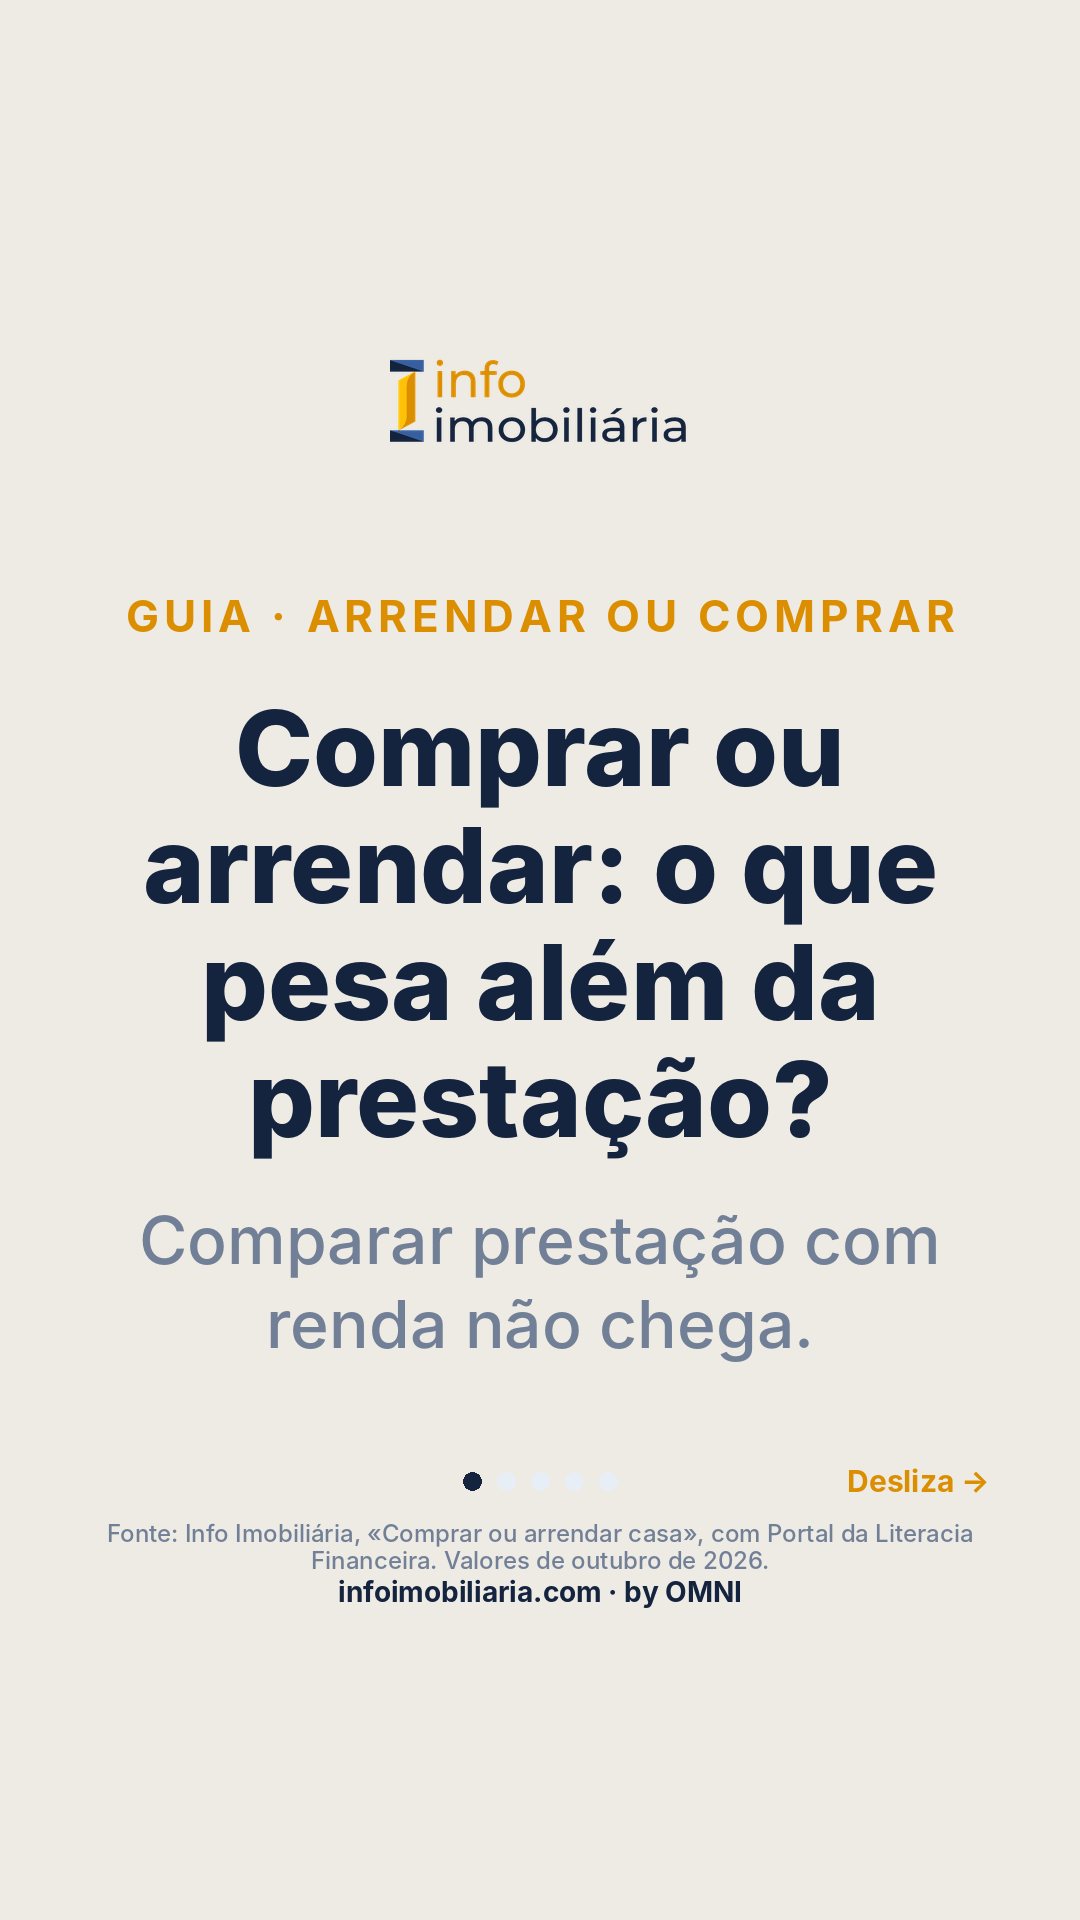 info
imobiliária
GUIA · ARRENDAR OU COMPRAR
Comprar ou
arrendar: o que
pesa além da
prestação?
Comparar prestação com
renda não chega.
Desliza →
Fonte: Info Imobiliária, «Comprar ou arrendar casa», com Portal da Literacia
Financeira. Valores de outubro de 2026.
infoimobiliaria.com · by OMNI